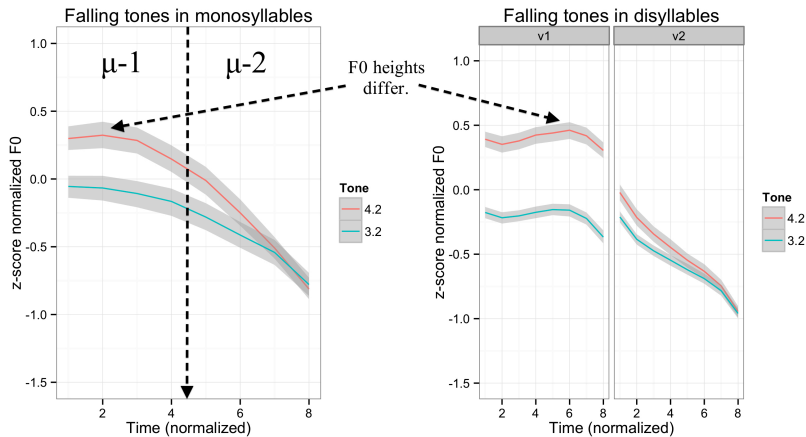 Falling tones in monosyllables
μ-1
μ-2
1.0
0.5
0.0
-0.5
-1.0
-1.5
z-score normalized F0
2
4
6
8
Time (normalized)
Tone
4.2
3.2
F0 heights
differ.
Falling tones in disyllables
v1
v2
1.0
0.5
0.0
-0.5
-1.0
-1.5
z-score normalized F0
2
4
6
8
2
4
6
8
Time (normalized)
Tone
4.2
3.2